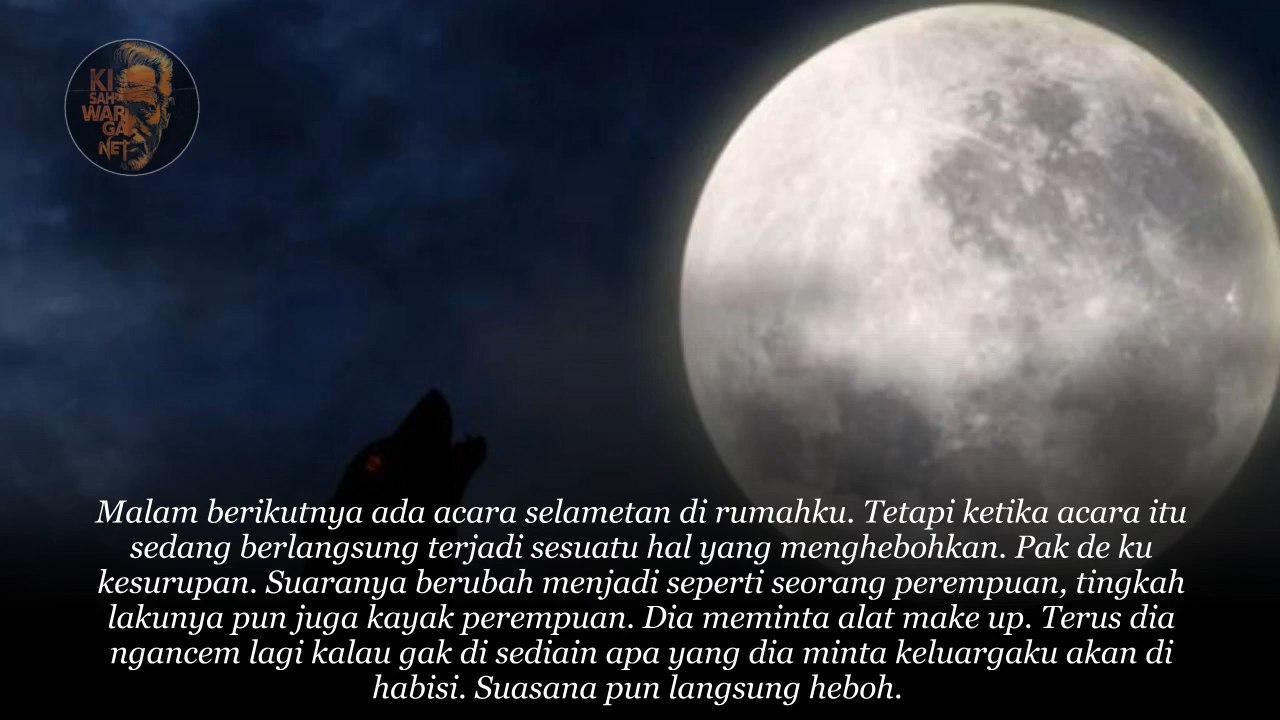 KI
SAH
WAR
GA
NET
Malam berikutnya ada acara selametan di rumahku. Tetapi ketika acara itu
sedang berlangsung terjadi sesuatu hal yang menghebohkan. Pak de ku
kesurupan. Suaranya berubah menjadi seperti seorang perempuan, tingkah
lakunya pun juga kayak perempuan. Dia meminta alat make up. Terus dia
ngancem lagi kalau gak di sediain apa yang dia minta keluargaku akan di
habisi. Suasana pun langsung heboh.